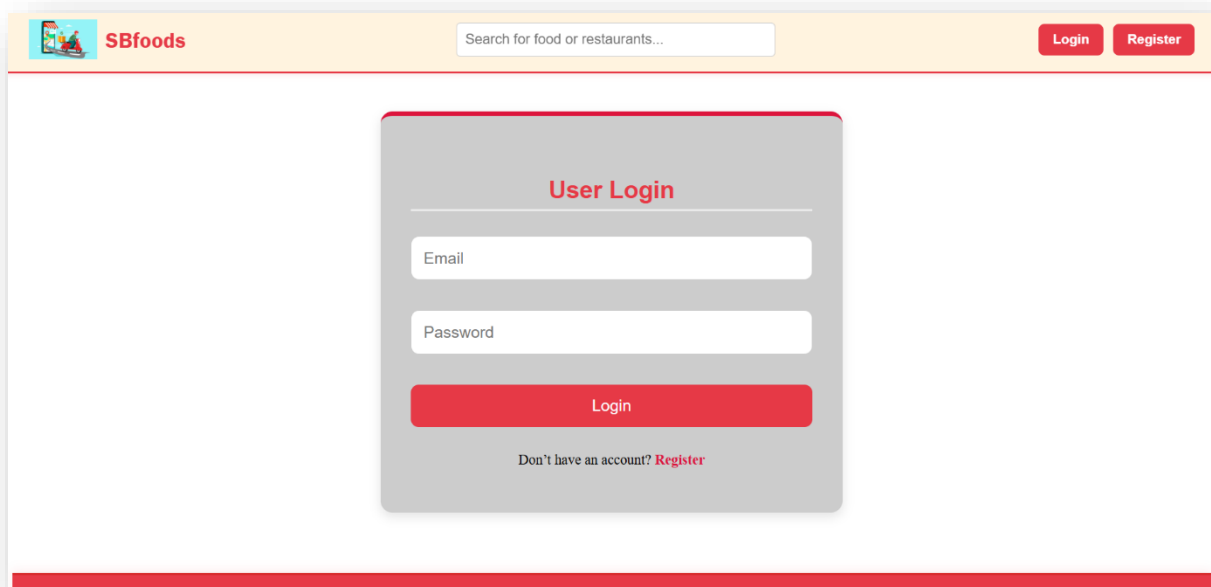 SBfoods
Search for food or restaurants...
Login
Register
User Login
Email
Password
Login
Don’t have an account? Register